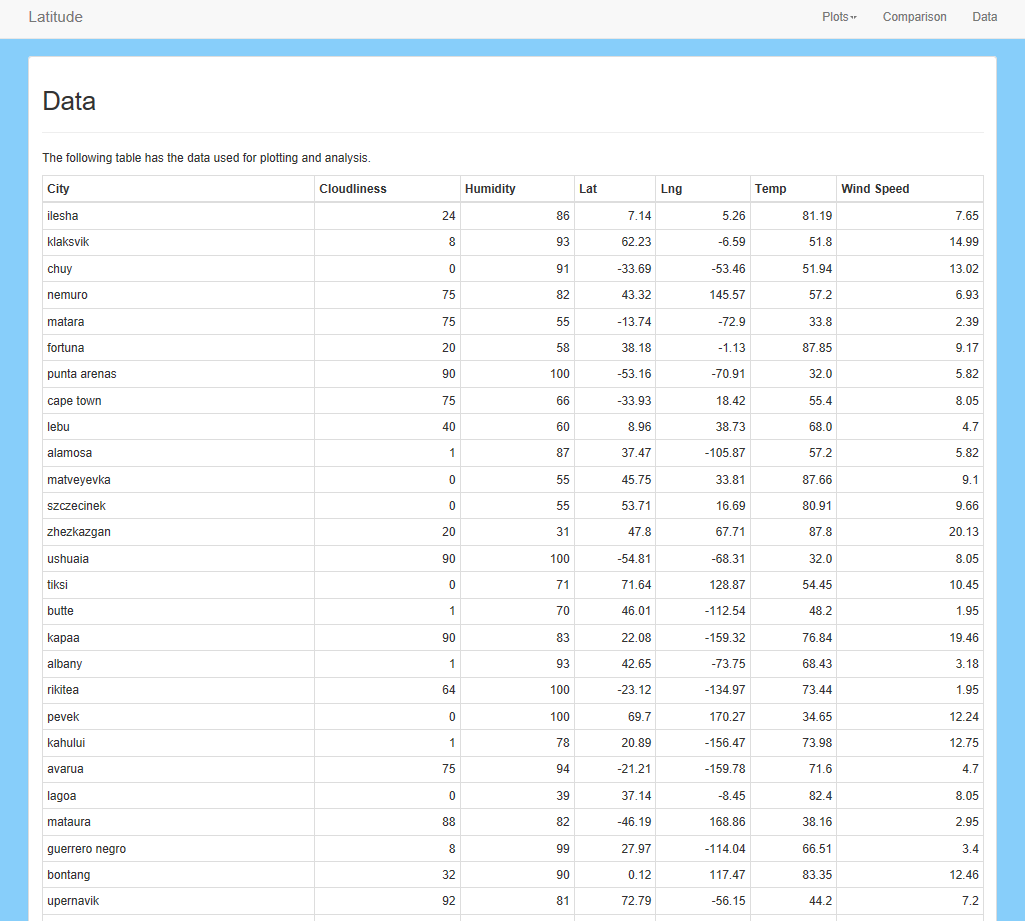 Latitude Plots Comparison Data
Data
The following table has the data used for plotting and analysis.
City Cloudliness Humidity Lat Lng Temp Wind Speed
ilesha 24 86 7.14 5.26 81.19 7.65
klaksvik 8 93 62.23 -6.59 51.8 14.99
chuy 0 91 -33.69 -53.46 51.94 13.02
nemuro 75 82 43.32 145.57 57.2 6.93
matara 75 55 -13.74 -72.9 33.8 2.39
fortuna 20 58 38.18 -1.13 87.85 9.17
punta arenas 90 100 -53.16 -70.91 32.0 5.82
cape town 75 66 -33.93 18.42 55.4 8.05
lebu 40 60 8.96 38.73 68.0 4.7
alamosa 1 87 37.47 -105.87 57.2 5.82
matveyevka 0 55 45.75 33.81 87.66 9.1
szczecinek 0 55 53.71 16.69 80.91 9.66
zhezkazgan 20 31 47.8 67.71 87.8 20.13
ushuaia 90 100 -54.81 -68.31 32.0 8.05
tiksi 0 71 71.64 128.87 54.45 10.45
butte 1 70 46.01 -112.54 48.2 1.95
kapaa 90 83 22.08 -159.32 76.84 19.46
albany 1 93 42.65 -73.75 68.43 3.18
rikitea 64 100 -23.12 -134.97 73.44 1.95
pevek 0 100 69.7 170.27 34.65 12.24
kahului 1 78 20.89 -156.47 73.98 12.75
avarua 75 94 -21.21 -159.78 71.6 4.7
lagoa 0 39 37.14 -8.45 82.4 8.05
mataura 88 82 -46.19 168.86 38.16 2.95
guerrero negro 8 99 27.97 -114.04 66.51 3.4
bontang 32 90 0.12 117.47 83.35 12.46
upernavik 92 81 72.79 -56.15 44.2 7.2